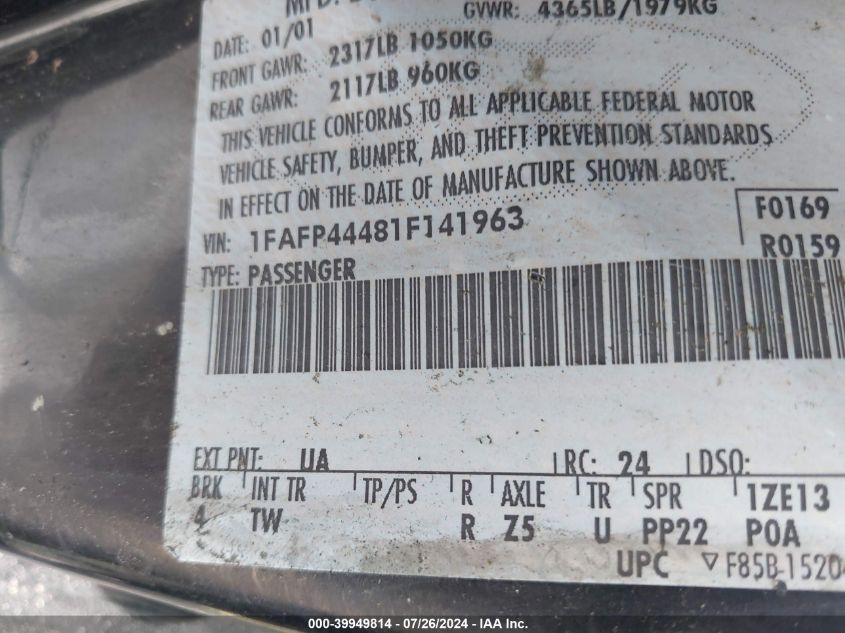 GVWR: 4365LB/1979KG
DATE: 01/01
FRONT GAWR: 2317LB 1050KG
REAR GAWR: 2117LB 960KG
THIS VEHICLE CONFORMS TO ALL APPLICABLE FEDERAL MOTOR
VEHICLE SAFETY, BUMPER, AND THEFT PREVENTION STANDARDS
IN EFFECT ON THE DATE OF MANUFACTURE SHOWN ABOVE.
VIN: 1FAFP44481F141963
F0169
TYPE: PASSENGER
R0159
EXT PNT: UA RC: 24 DSO:
BRK INT TR TP/PS R AXLE TR SPR 1ZE13
4 TW R Z5 U PP22 POA
UPC ▽F85B-1520
000-39949814 - 07/26/2024 - IAA Inc.